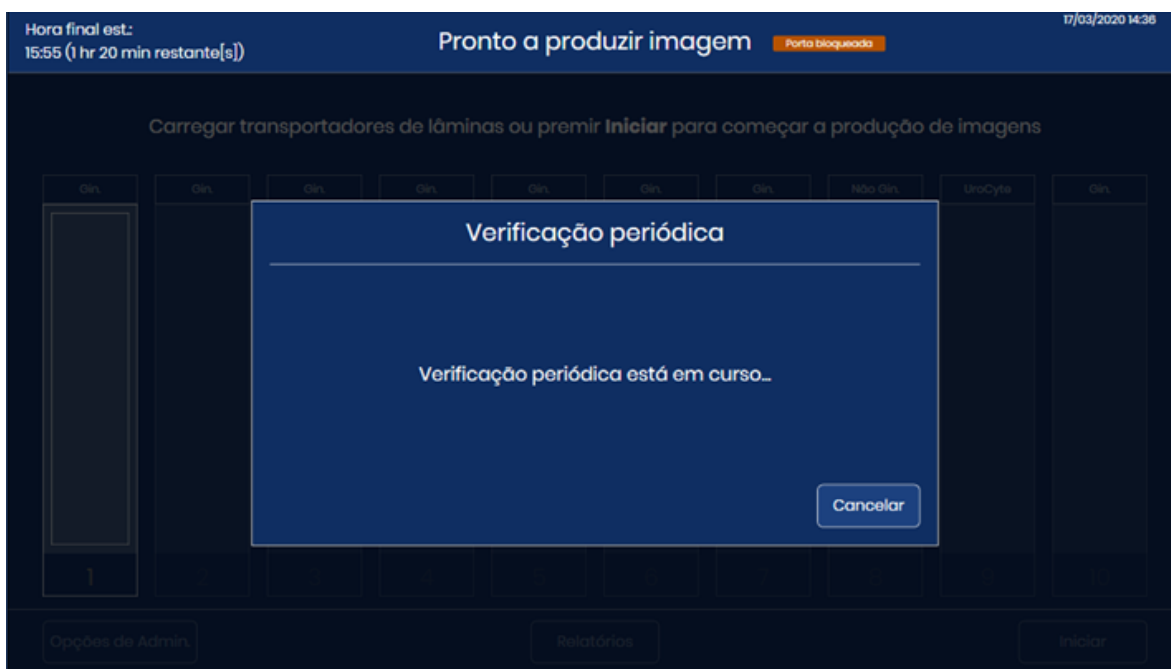 Hora final est.:
15:55 (1 hr 20 min restante[s])
Pronto a produzir imagem
Porta bloqueada
17/03/2020 14:36
Carregar transportadores de lâminas ou premir Iniciar para começar a produção de imagens
Gin.
Gin.
Gin.
Gin.
Gin.
Gin.
Gin.
Não Gin.
UroCyte
Gin.
Verificação periódica
Verificação periódica está em curso...
Cancelar
1
2
3
4
5
6
7
8
9
10
Opções de Admin.
Relatórios
Iniciar